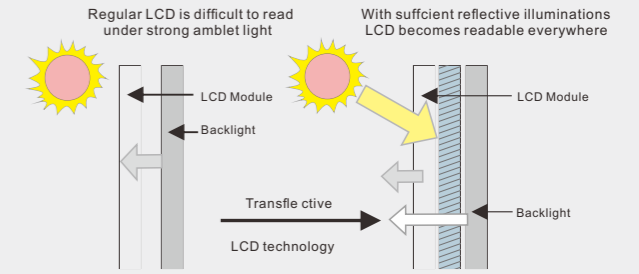 Regular LCD is difficult to read
under strong amblet light
With suffcient reflective illuminations
LCD becomes readable everywhere
LCD Module
Backlight
Transfle ctive
LCD technology
LCD Module
Backlight